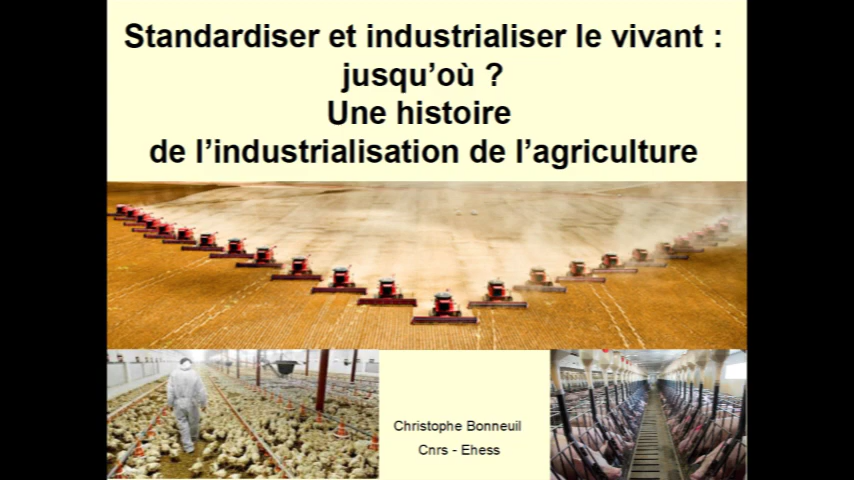 Standardiser et industrialiser le vivant :
jusqu’où ?
Une histoire
de l’industrialisation de l’agriculture
Christophe Bonneuil
Cnrs - Ehess